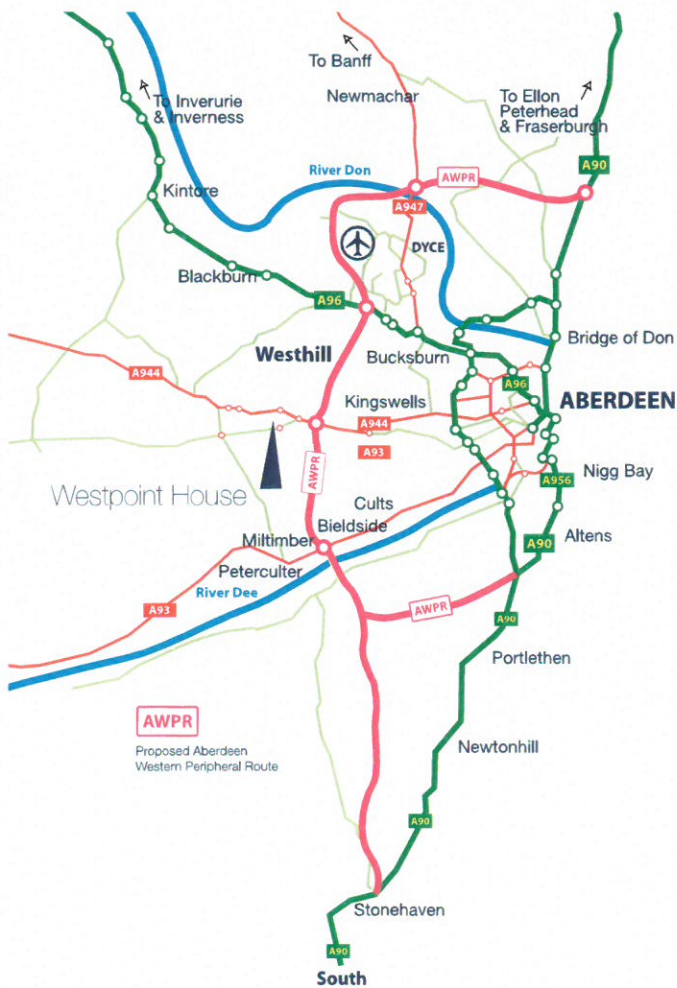 To Banff
Newmachar
To Inverurie
& Inverness
To Ellon
Peterhead
& Fraserburgh
River Don
AWPR
A90
Kintore
A947
DYCE
Blackburn
A96
Westhill
Bucksburn
Bridge of Don
A944
A96
Kingswells
ABERDEEN
A944
A93
AWPR
Nigg Bay
A956
Westpoint House
Cults
Bieldside
Miltimber
A90
Altens
Peterculter
River Dee
A93
AWPR
A90
Portlethen
AWPR
Proposed Aberdeen
Western Peripheral Route
Newtonhill
A90
Stonehaven
A90
South